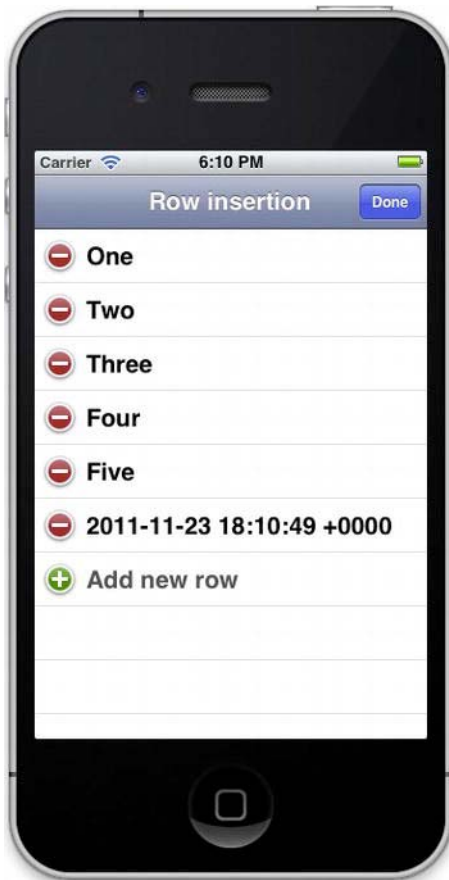 Carrier 6:10 PM
Row insertion Done
One
Two
Three
Four
Five
2011-11-23 18:10:49 +0000
Add new row